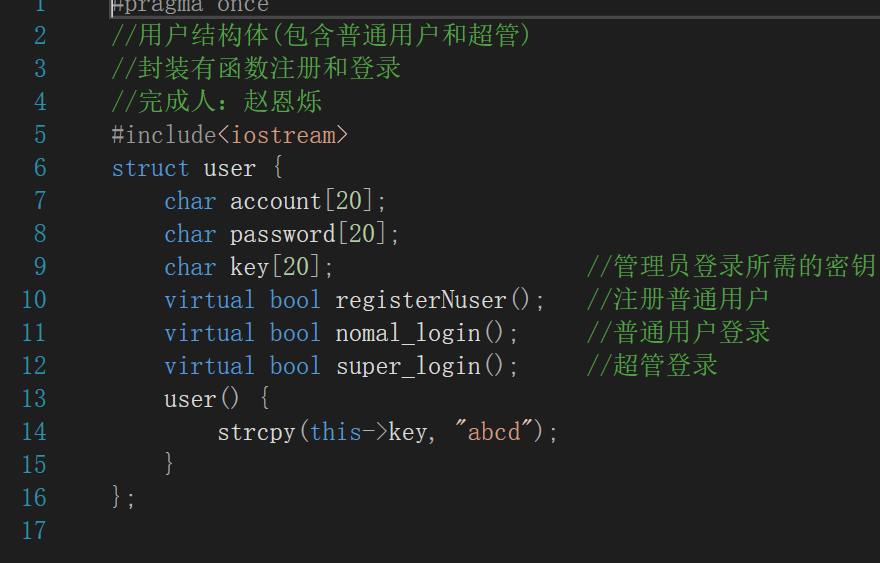 1 #pragma once
2 //用户结构体(包含普通用户和超管)
3 //封装有函数注册和登录
4 //完成人：赵恩烁
5 #include<iostream>
6 struct user {
7 char account[20];
8 char password[20];
9 char key[20]; //管理员登录所需的密钥
10 virtual bool registerNuser(); //注册普通用户
11 virtual bool nomal_login(); //普通用户登录
12 virtual bool super_login(); //超管登录
13 user() {
14 strcpy(this->key, "abcd");
15 }
16 };
17